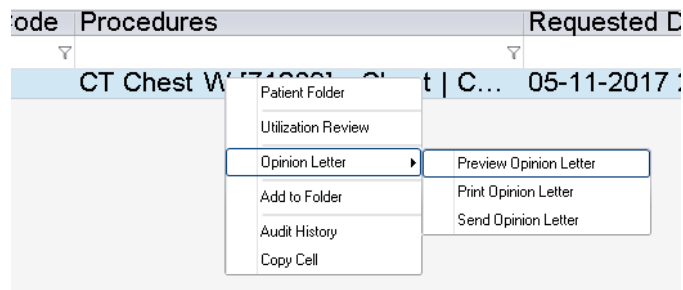 ode Procedures Requested D
CT Chest W t | C... 05-11-2017
Patient Folder
Utilization Review
Opinion Letter
Preview Opinion Letter
Add to Folder
Print Opinion Letter
Send Opinion Letter
Audit History
Copy Cell